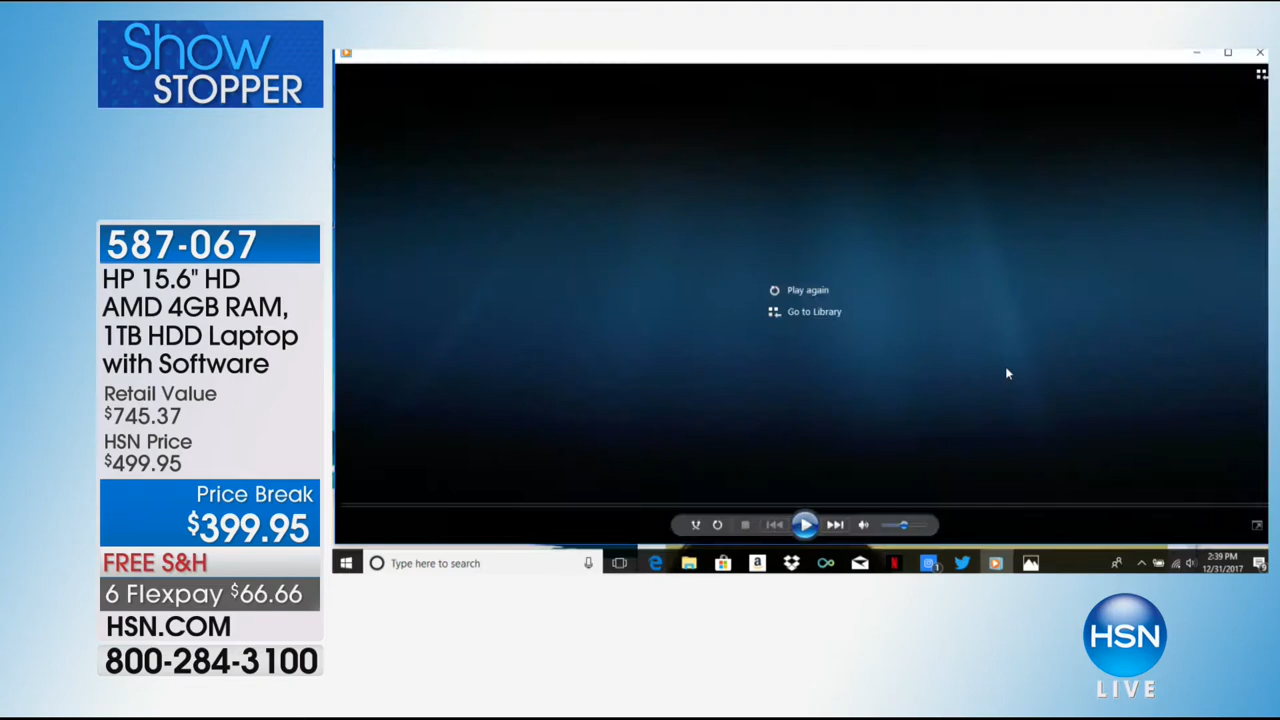 Show
STOPPER
587-067
HP 15.6" HD
AMD 4GB RAM,
1TB HDD Laptop
with Software
Retail Value
$745.37
HSN Price
$499.95
Price Break
$399.95
FREE S&H
6 Flexpay $66.66
HSN.COM
800-284-3100
Play again
Go to Library
Type here to search
2:39 PM
12/31/2017
HSN
LIVE